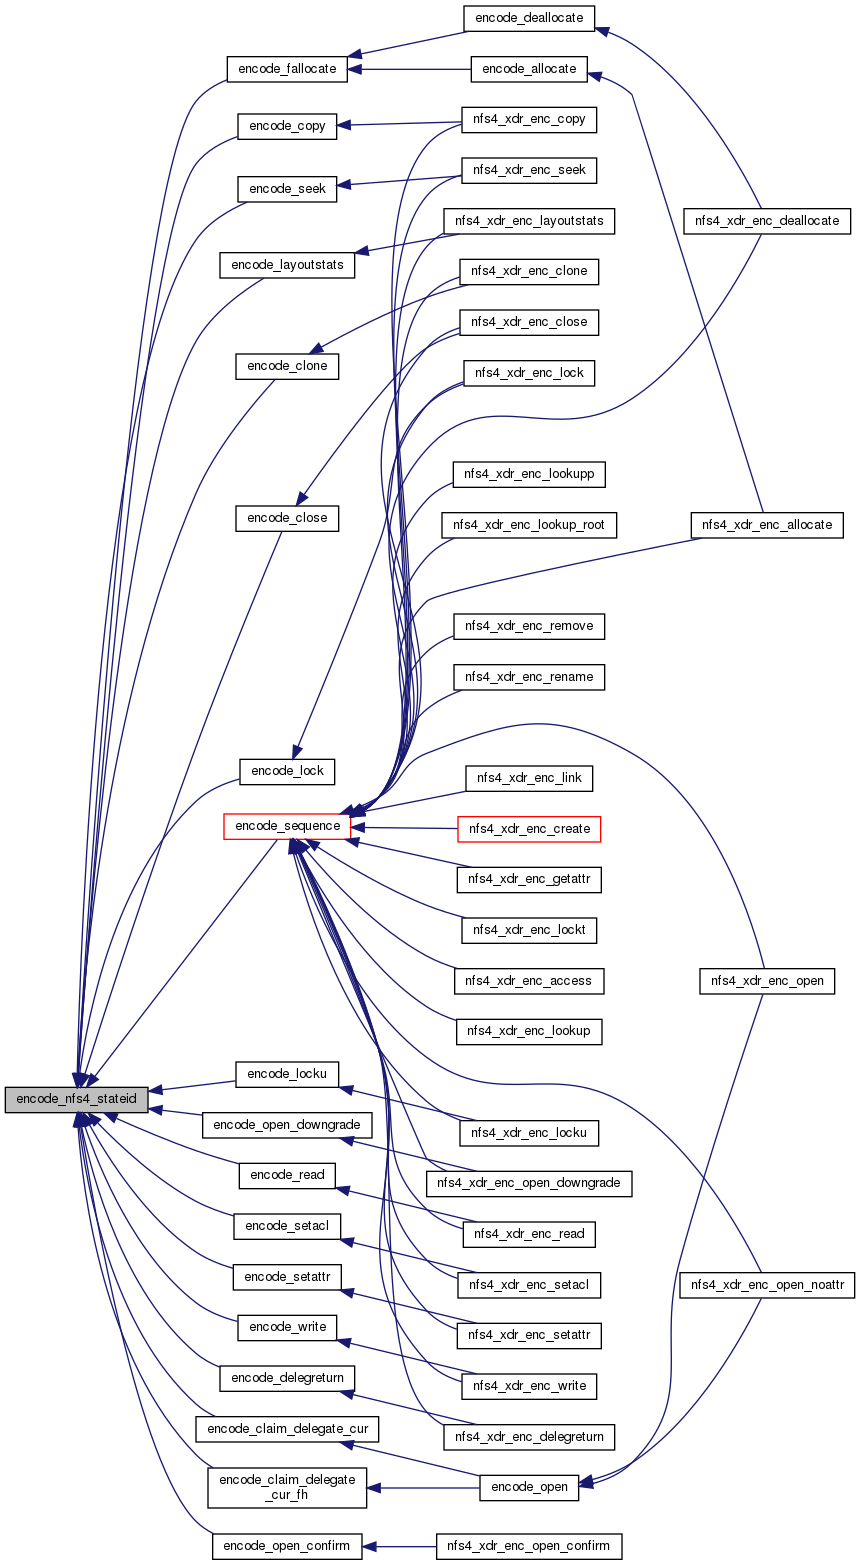 encode_deallocate
encode_fallocate
encode_allocate
encode_copy
nfs4_xdr_enc_copy
encode_seek
nfs4_xdr_enc_seek
nfs4_xdr_enc_layoutstats
nfs4_xdr_enc_deallocate
encode_layoutstats
nfs4_xdr_enc_clone
nfs4_xdr_enc_close
encode_clone
nfs4_xdr_enc_lock
nfs4_xdr_enc_lookupp
encode_close
nfs4_xdr_enc_lookup_root
nfs4_xdr_enc_allocate
nfs4_xdr_enc_remove
nfs4_xdr_enc_rename
encode_lock
nfs4_xdr_enc_link
encode_sequence
nfs4_xdr_enc_create
nfs4_xdr_enc_getattr
nfs4_xdr_enc_lockt
nfs4_xdr_enc_access
nfs4_xdr_enc_open
nfs4_xdr_enc_lookup
encode_locku
encode_nfs4_stateid
encode_open_downgrade
nfs4_xdr_enc_locku
encode_read
nfs4_xdr_enc_open_downgrade
encode_setacl
nfs4_xdr_enc_read
encode_setattr
nfs4_xdr_enc_setacl
nfs4_xdr_enc_open_noattr
encode_write
nfs4_xdr_enc_setattr
encode_delegreturn
nfs4_xdr_enc_write
encode_claim_delegate_cur
nfs4_xdr_enc_delegreturn
encode_claim_delegate
_cur_fh
encode_open
encode_open_confirm
nfs4_xdr_enc_open_confirm